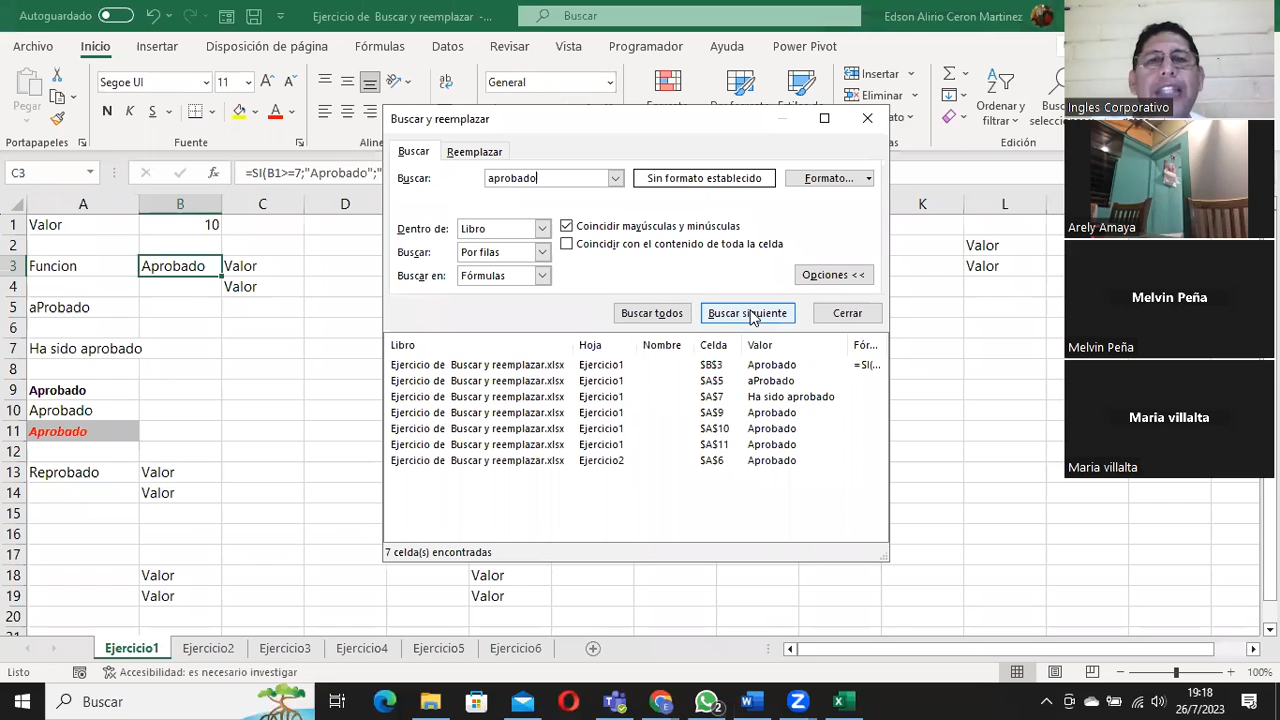 Autoguardado
Ejercicio de Buscar y reemplazar.xlsx -...
Buscar
Edson Alirio Ceron Martinez
Archivo Inicio Insertar Disposición de página Fórmulas Datos Revisar Vista Programador Ayuda Power Pivot
Pegar
Segoe UI 11
N K S
General
Insertar
Eliminar
Ordenar y
filtrar
Portapapeles Fuente
C3
=SI(B1>=7;"Aprobado";"
A B C D K L
1 Valor 10
2 Valor
3 Funcion Aprobado Valor Valor
4 Valor
5 aProbado
6
7 Ha sido aprobado
8
9 Aprobado
10 Aprobado
11 Aprobado
12
13 Reprobado Valor
14 Valor
15
16
17
18 Valor Valor
19 Valor Valor
20
Buscar y reemplazar
Buscar Reemplazar
Buscar: aprobado Sin formato establecido Formato...
Dentro de: Libro Coincidir mayúsculas y minúsculas
Coincidir con el contenido de toda la celda
Buscar: Por filas
Buscar en: Fórmulas Opciones <<
Buscar todos Buscar siguiente Cerrar
Libro Hoja Nombre Celda Valor Fór...
Ejercicio de Buscar y reemplazar.xlsx Ejercicio1 $B$3 Aprobado =SI(...
Ejercicio de Buscar y reemplazar.xlsx Ejercicio1 $A$5 aProbado
Ejercicio de Buscar y reemplazar.xlsx Ejercicio1 $A$7 Ha sido aprobado
Ejercicio de Buscar y reemplazar.xlsx Ejercicio1 $A$9 Aprobado
Ejercicio de Buscar y reemplazar.xlsx Ejercicio1 $A$10 Aprobado
Ejercicio de Buscar y reemplazar.xlsx Ejercicio1 $A$11 Aprobado
Ejercicio de Buscar y reemplazar.xlsx Ejercicio2 $A$6 Aprobado
7 celda(s) encontradas
Ingles Corporativo
Arely Amaya
Melvin Peña
Melvin Peña
Maria villalta
Maria villalta
Ejercicio1 Ejercicio2 Ejercicio3 Ejercicio4 Ejercicio5 Ejercicio6
Listo Accesibilidad: es necesario investigar 100%
Buscar
2
19:18
26/7/2023